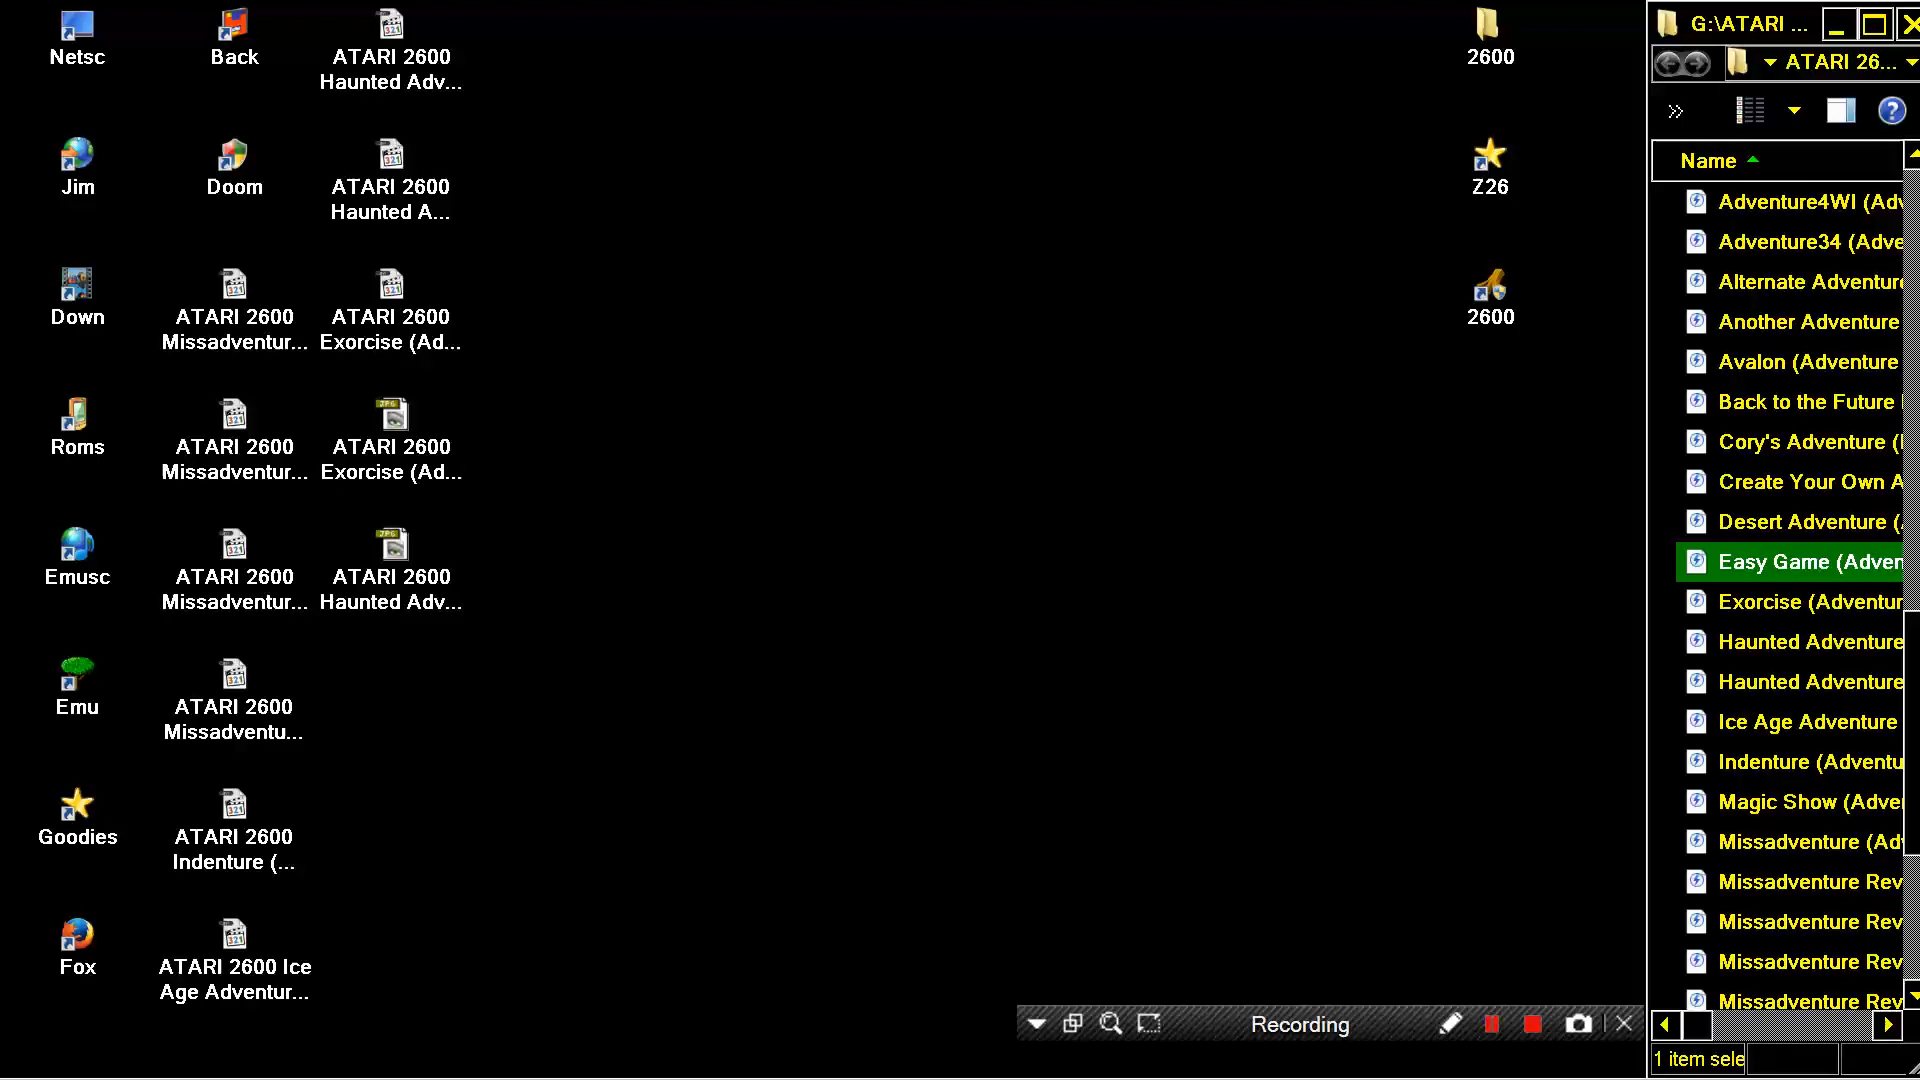 Netsc
Jim
Down
Roms
Emusc
Emu
Goodies
Fox
Back
Doom
ATARI 2600
Missadventur...
ATARI 2600
Missadventur...
ATARI 2600
Missadventur...
ATARI 2600
Missadventu...
ATARI 2600
Indenture (...
ATARI 2600 Ice
Age Adventur...
ATARI 2600
Haunted Adv...
ATARI 2600
Haunted A...
ATARI 2600
Exorcise (Ad...
JPG
ATARI 2600
Exorcise (Ad...
JPG
ATARI 2600
Haunted Adv...
2600
Z26
2600
G:\ATARI ...
ATARI 26...
Name
Adventure4WI (Adv
Adventure34 (Adve
Alternate Adventure
Another Adventure
Avalon (Adventure
Back to the Future
Cory's Adventure (
Create Your Own A
Desert Adventure (
Easy Game (Adven
Exorcise (Adventur
Haunted Adventure
Haunted Adventure
Ice Age Adventure
Indenture (Adventu
Magic Show (Adve
Missadventure (Ad
Missadventure Rev
Missadventure Rev
Missadventure Rev
Missadventure Rev
1 item sele
Recording